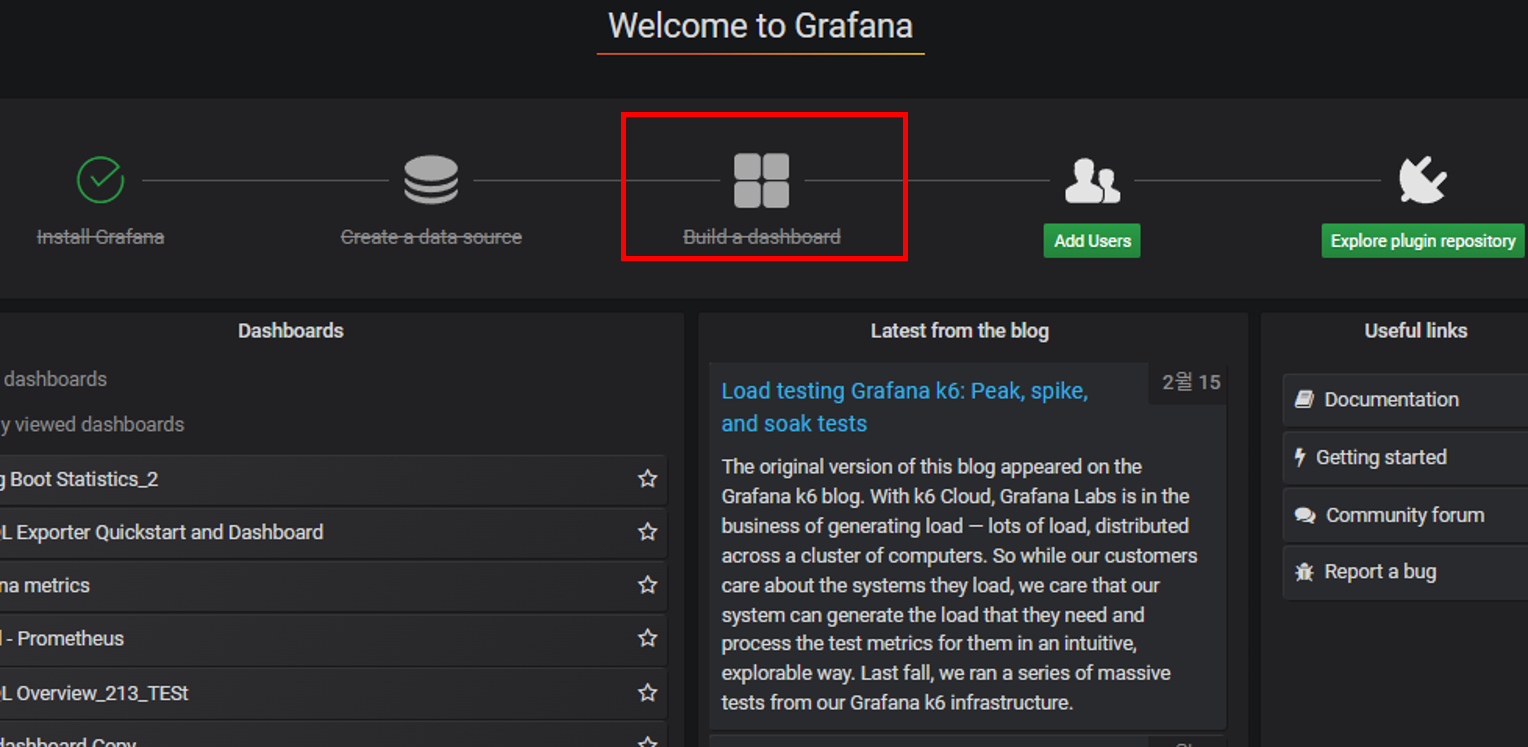 Welcome to Grafana
Install Grafana
Create a data source
Build a dashboard
Add Users
Explore plugin repository
Dashboards
dashboards
viewed dashboards
Boot Statistics_2
Exporter Quickstart and Dashboard
metrics
- Prometheus
Overview_213_TESt
dashboard Copy
Latest from the blog
Load testing Grafana k6: Peak, spike,
and soak tests
2월 15
The original version of this blog appeared on the
Grafana k6 blog. With k6 Cloud, Grafana Labs is in the
business of generating load — lots of load, distributed
across a cluster of computers. So while our customers
care about the systems they load, we care that our
system can generate the load that they need and
process the test metrics for them in an intuitive,
explorable way. Last fall, we ran a series of massive
tests from our Grafana k6 infrastructure.
Useful links
Documentation
Getting started
Community forum
Report a bug